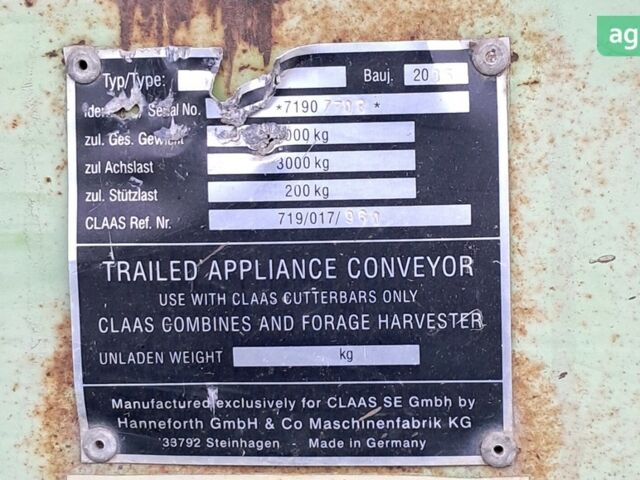 ag
Typ/Type: Bauj. 20
Serial No. *7190 *
zul. Ges. Gewicht 000 kg
zul Achslast 3000 kg
zul. Stützlast 200 kg
CLAAS Ref. Nr. 719/017/
TRAILED APPLIANCE CONVEYOR
USE WITH CLAAS CUTTERBARS ONLY
CLAAS COMBINES AND FORAGE HARVESTER
UNLADEN WEIGHT kg
Manufactured exclusively for CLAAS SE Gmbh by
Hanneforth GmbH & Co Maschinenfabrik KG
33792 Steinhagen - Made in Germany